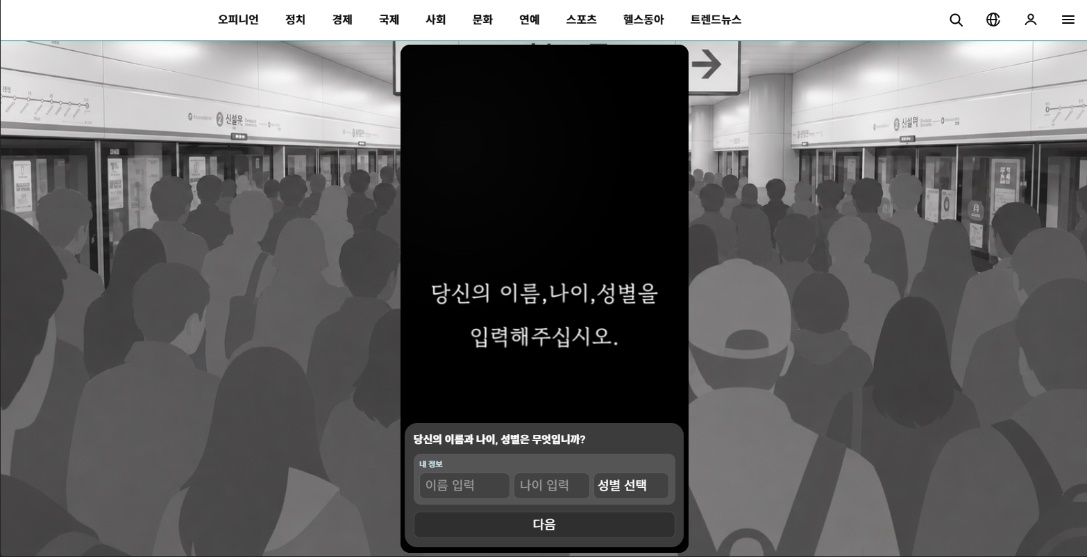 오피니언 정치 경제 국제 사회 문화 연예 스포츠 헬스동아 트렌드뉴스
당신의 이름,나이,성별을
입력해주십시오.
당신의 이름과 나이, 성별은 무엇입니까?
내 정보
이름 입력 나이 입력 성별 선택
다음